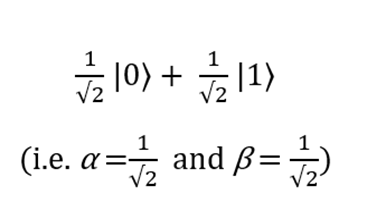 1/√2 |0⟩ + 1/√2 |1⟩
(i.e. α = 1/√2 and β = 1/√2)